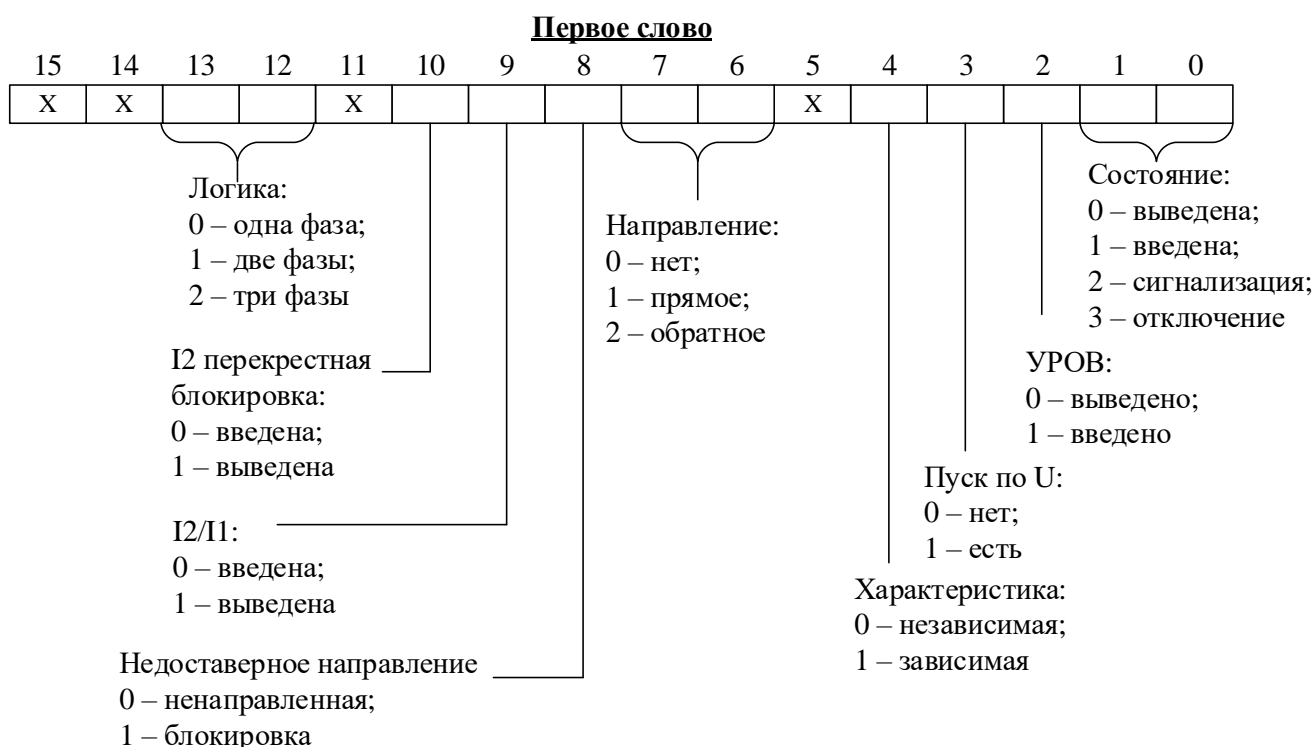 Первое слово
15 14 13 12 11 10 9 8 7 6 5 4 3 2 1 0
X X X X
Логика:
0 – одна фаза;
1 – две фазы;
2 – три фазы
Направление:
0 – нет;
1 – прямое;
2 – обратное
Состояние:
0 – выведена;
1 – введена;
2 – сигнализация;
3 – отключение
I2 перекрестная
блокировка:
0 – введена;
1 – выведена
УРОВ:
0 – выведено;
1 – введено
I2/I1:
0 – введена;
1 – выведена
Пуск по U:
0 – нет;
1 – есть
Характеристика:
0 – независимая;
1 – зависимая
Недоставерное направление
0 – ненаправленная;
1 – блокировка